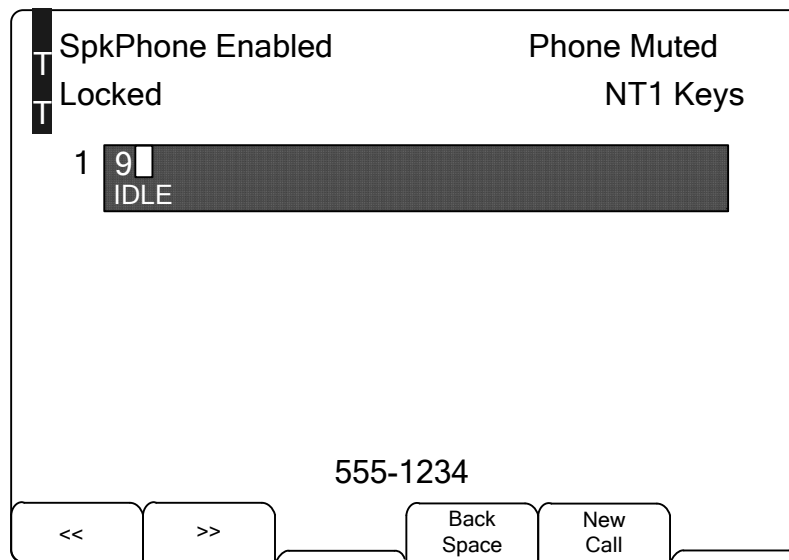 T SpkPhone Enabled Phone Muted
T Locked NT1 Keys
1 9
IDLE
555-1234
<< >> Back Space New Call